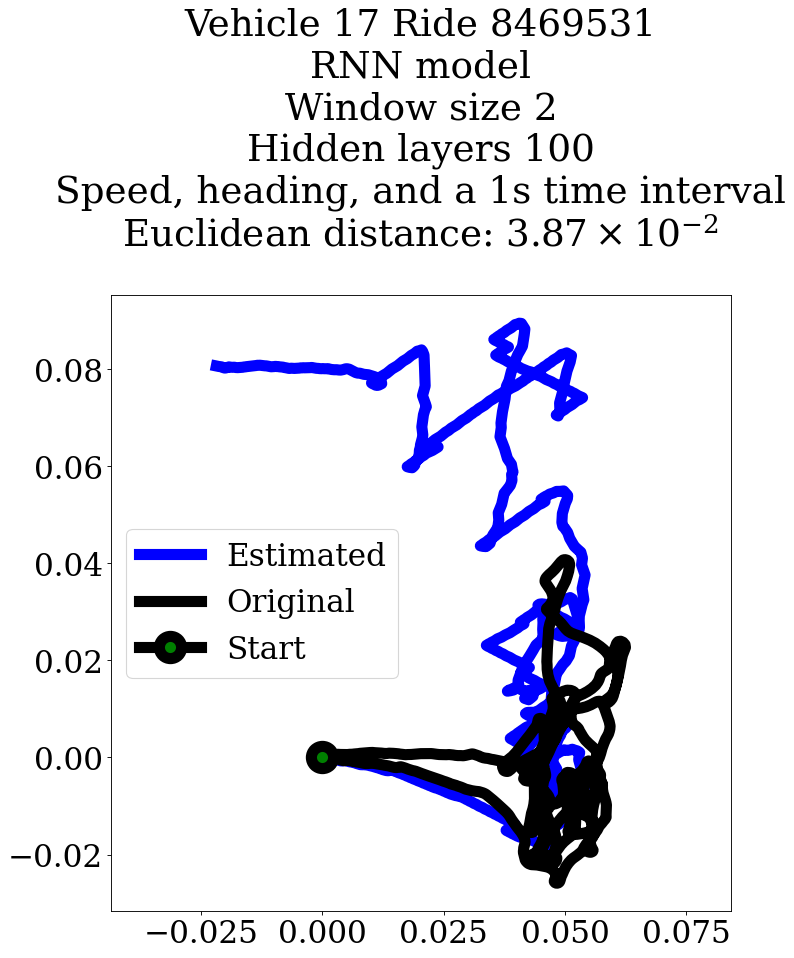 Vehicle 17 Ride 8469531
RNN model
Window size 2
Hidden layers 100
Speed, heading, and a 1s time interval
Euclidean distance: 3.87 × 10⁻²
0.08
0.06
0.04
0.02
0.00
−0.02
Estimated
Original
Start
−0.025 0.000 0.025 0.050 0.075